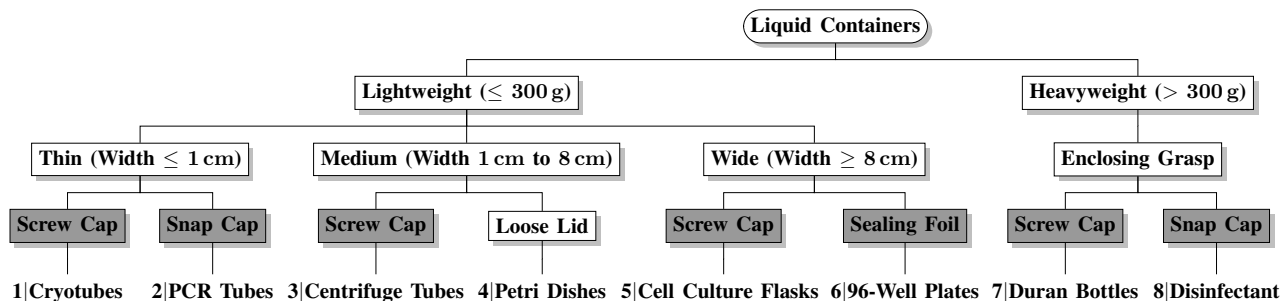 Liquid Containers
Lightweight (≤ 300 g) Heavyweight (> 300 g)
Thin (Width ≤ 1 cm) Medium (Width 1 cm to 8 cm) Wide (Width ≥ 8 cm) Enclosing Grasp
Screw Cap Snap Cap Screw Cap Loose Lid Screw Cap Sealing Foil Screw Cap Snap Cap
1|Cryotubes 2|PCR Tubes 3|Centrifuge Tubes 4|Petri Dishes 5|Cell Culture Flasks 6|96-Well Plates 7|Duran Bottles 8|Disinfectant